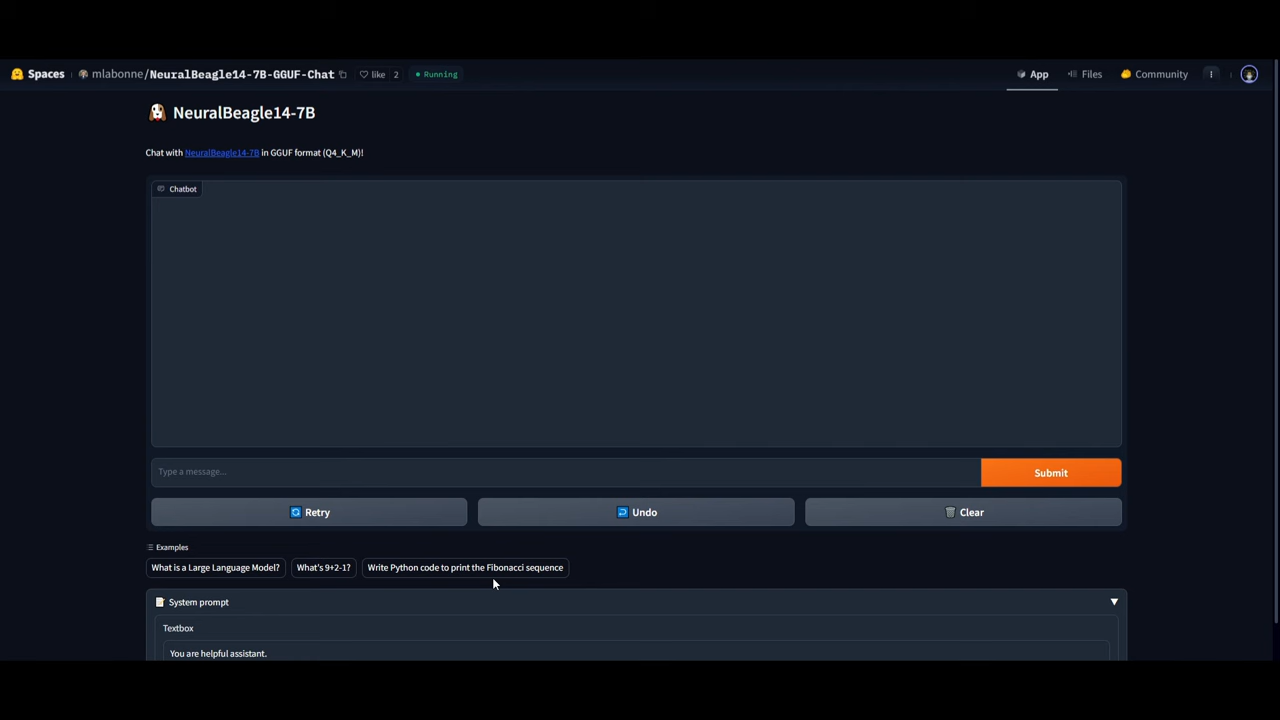 Spaces mlabonne/NeuralBeagle14-7B-GGUF-Chat like 2 Running App Files Community
NeuralBeagle14-7B
Chat with NeuralBeagle14-7B in GGUF format (Q4_K_M)!
Chatbot
Type a message...
Submit
Retry Undo Clear
Examples
What is a Large Language Model? What's 9+2-1? Write Python code to print the Fibonacci sequence
System prompt
Textbox
You are helpful assistant.